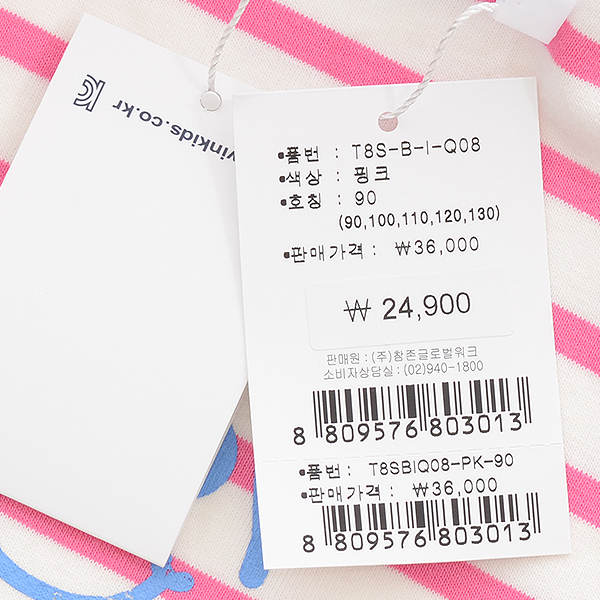 vinkids.co.kr
•품번 : T8S-B-I-Q08
•색상 : 핑크
•호칭 : 90
(90,100,110,120,130)
•판매가격 : ₩36,000
₩ 24,900
판매원 : (주)참존글로벌워크
소비자상담실 : (02)940-1800
8 809576 803013
•품번 : T8SBIQ08-PK-90
•판매가격 : ₩36,000
8 809576 803013